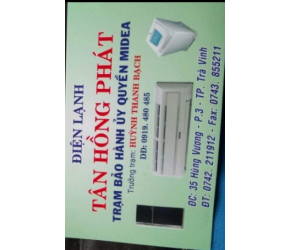 ĐIỆN LẠNH
TÂN HỒNG PHÁT
TRẠM BẢO HÀNH ỦY QUYỀN MIDEA
Trưởng trạm: HUỲNH THANH BẠCH
DĐ: 0919. 480 485
ĐC: 35 Hùng Vương - P.3 - TP. Trà Vinh
ĐT: 0742. 211912 - Fax: 0743. 855211